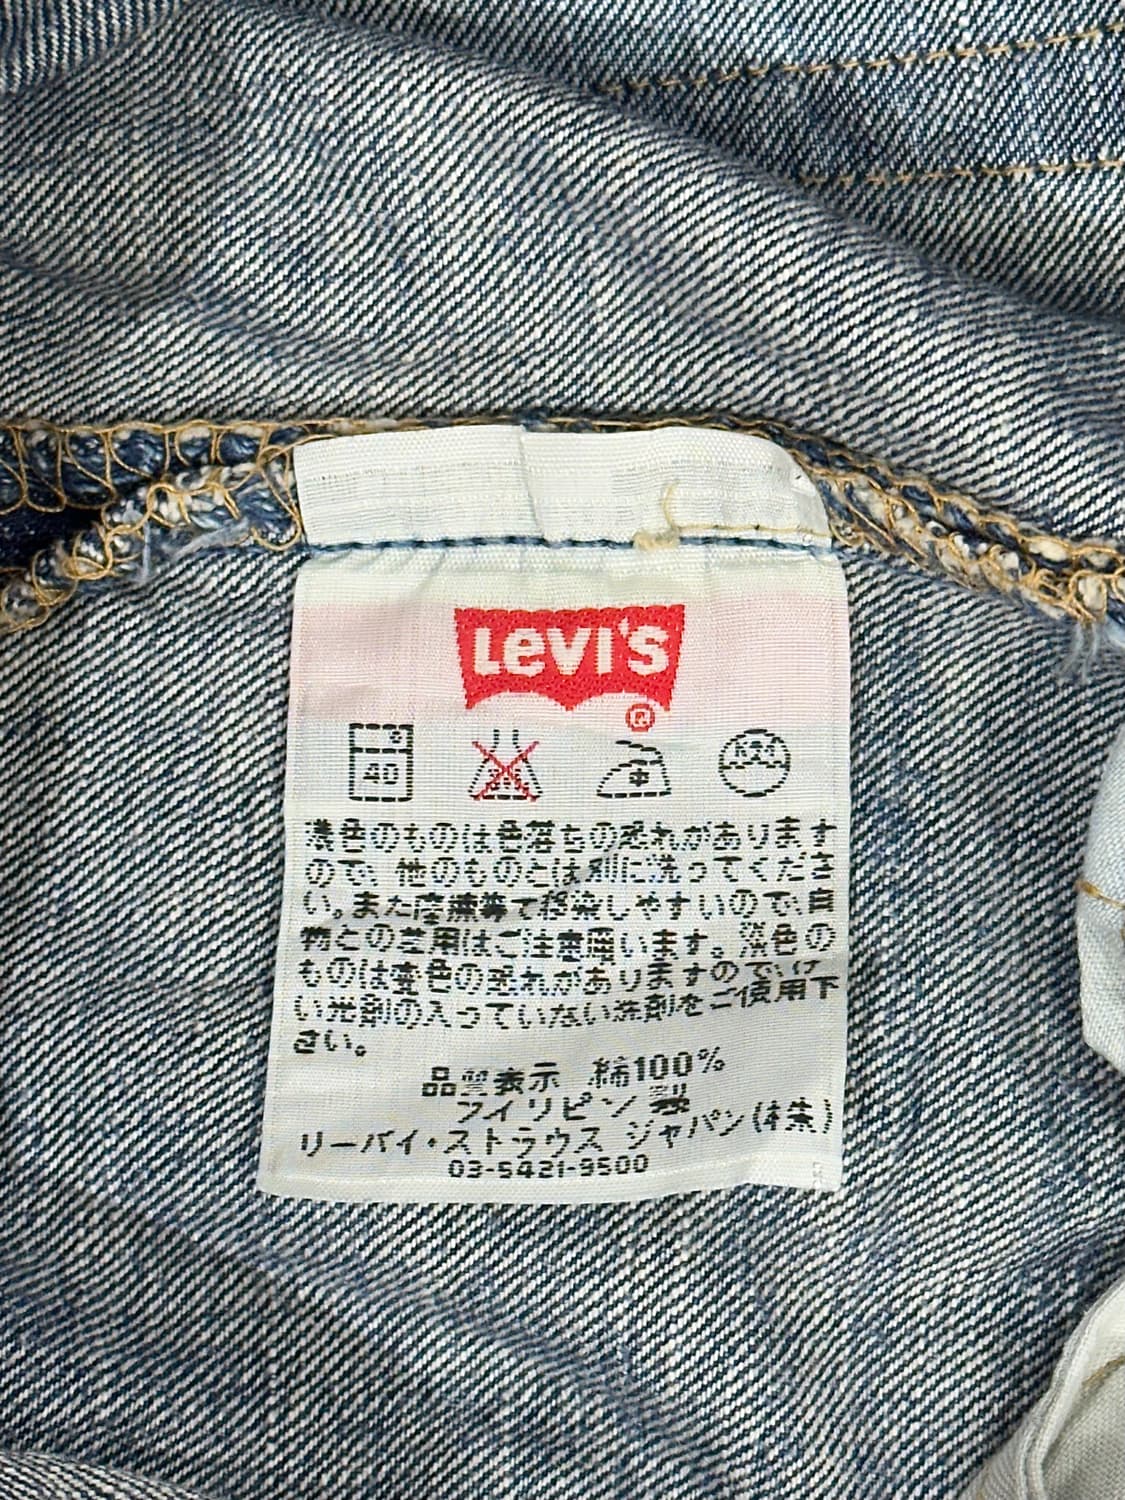 LEVI'S
®
40
濃色のものは色落ちの恐れがあります
ので、他のものとは別に洗ってくださ
い。また摩擦等で移染しやすいので、白
物との併用はご注意願います。淡色の
ものは変色の恐れがありますので、け
い光剤の入っていない洗剤をご使用下
さい。
品質表示 綿100%
フィリピン製
リーバイ・ストラウス ジャパン(株)
03-5421-9500